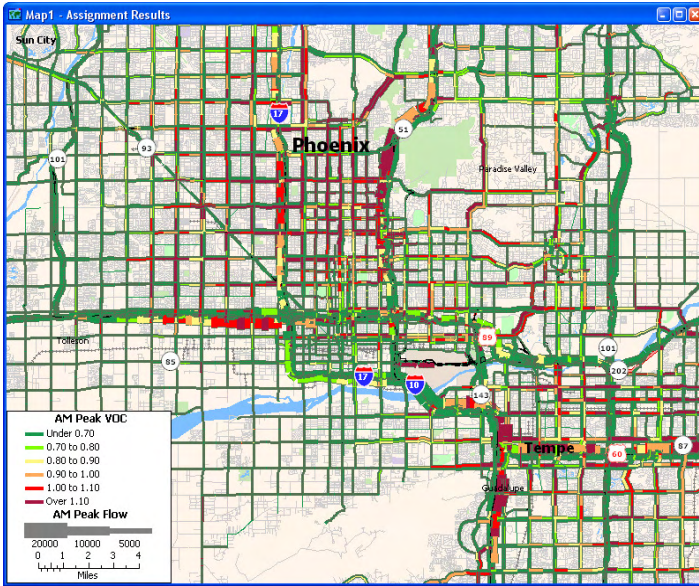 Map1 - Assignment Results
Sun City
17
51
Phoenix
93
101
Paradise Valley
Tolleson
89
101
85
202
17
10
143
Tempe
87
60
Guadalupe
AM Peak VOC
Under 0.70
0.70 to 0.80
0.80 to 0.90
0.90 to 1.00
1.00 to 1.10
Over 1.10
AM Peak Flow
20000 10000 5000
0 1 2 3 4
Miles